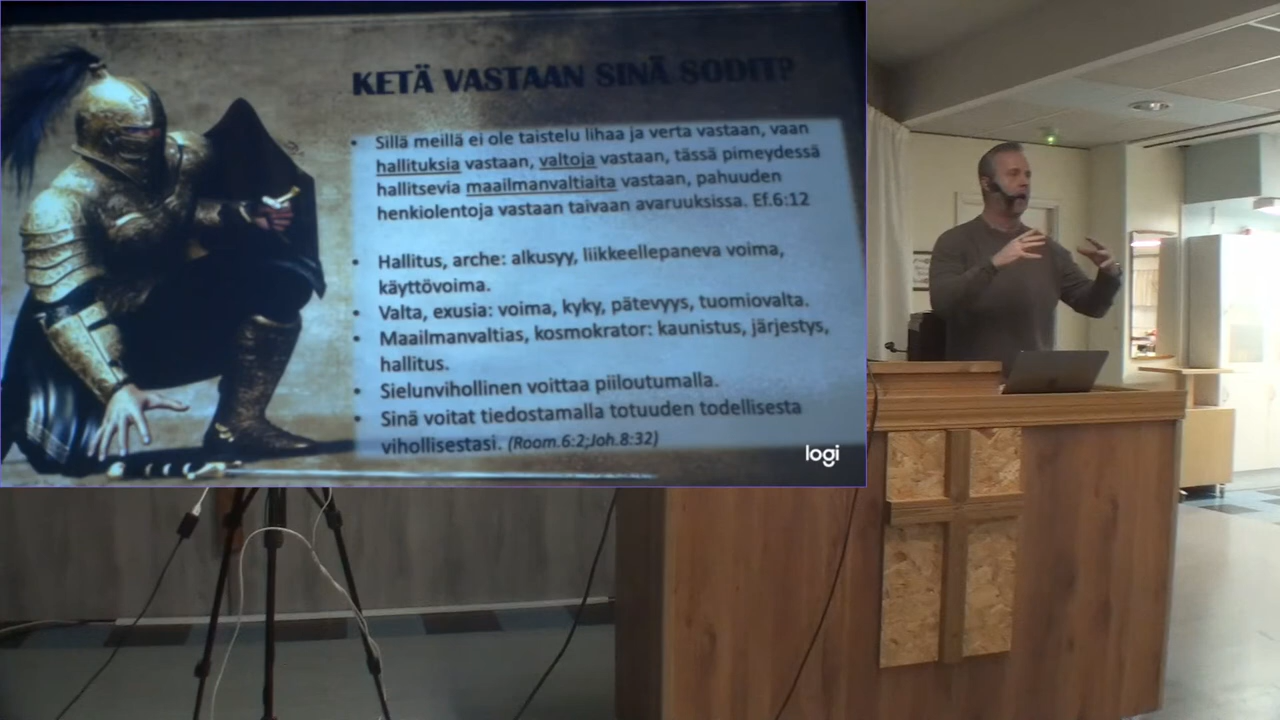 KETÄ VASTAAN SINÄ SODIT?
• Sillä meillä ei ole taistelu lihaa ja verta vastaan, vaan
hallituksia vastaan, valtoja vastaan, tässä pimeydessä
hallitsevia maailmanvaltiaita vastaan, pahuuden
henkiolentoja vastaan taivaan avaruuksissa. Ef.6:12
• Hallitus, arche: alkusyy, liikkeellepaneva voima,
käyttövoima.
• Valta, exusia: voima, kyky, pätevyys, tuomiovalta.
• Maailmanvaltias, kosmokrator: kaunistus, järjestys,
hallitus.
• Sielunvihollinen voittaa piiloutumalla.
• Sinä voitat tiedostamalla totuuden todellisesta
vihollisestasi. (Room.6:2;Joh.8:32)
logi